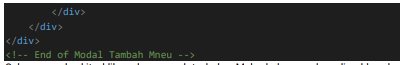 </div>
</div>
</div>
<!-- End of Modal Tambah Mneu -->